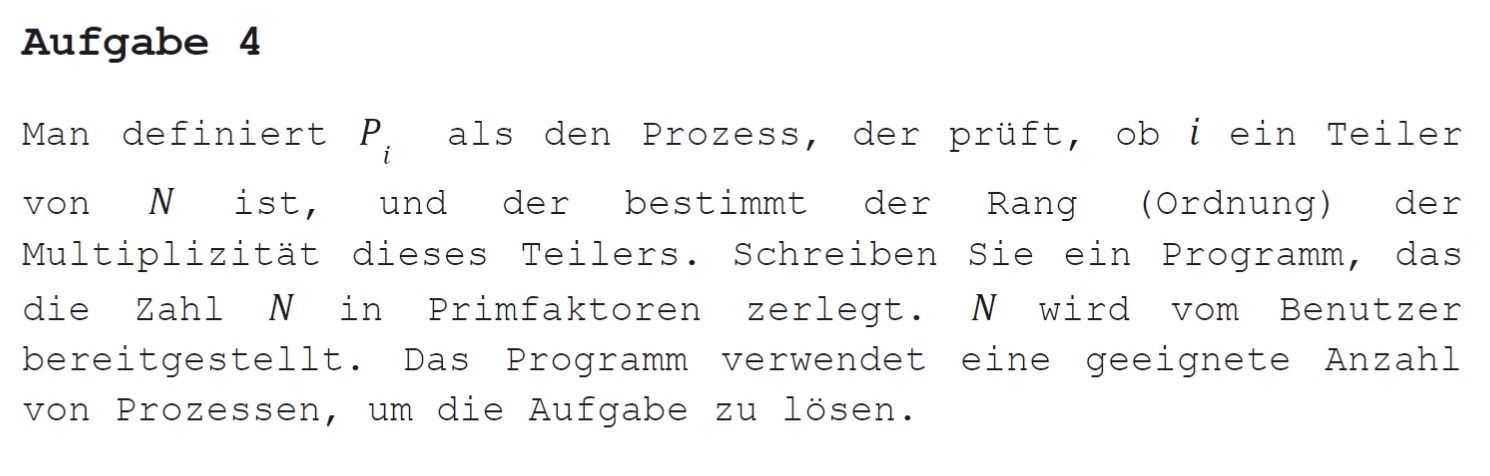 Aufgabe 4
Man definiert P_i als den Prozess, der prüft, ob i ein Teiler
von N ist, und der bestimmt der Rang (Ordnung) der
Multiplizität dieses Teilers. Schreiben Sie ein Programm, das
die Zahl N in Primfaktoren zerlegt. N wird vom Benutzer
bereitgestellt. Das Programm verwendet eine geeignete Anzahl
von Prozessen, um die Aufgabe zu lösen.